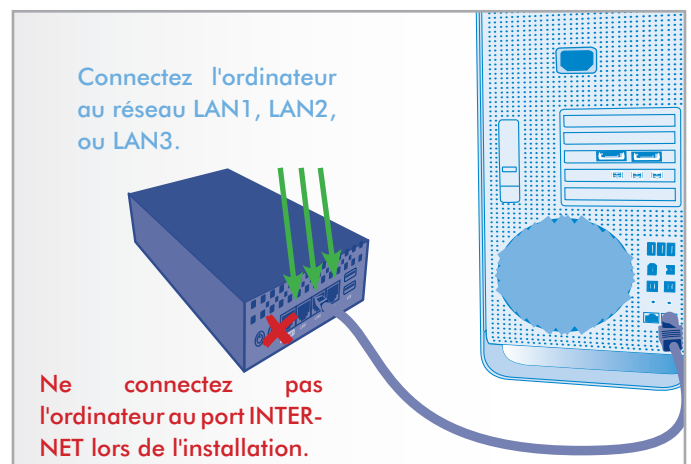 Connectez l'ordinateur
au réseau LAN1, LAN2,
ou LAN3.
Ne connectez pas
l'ordinateur au port INTER-
NET lors de l'installation.